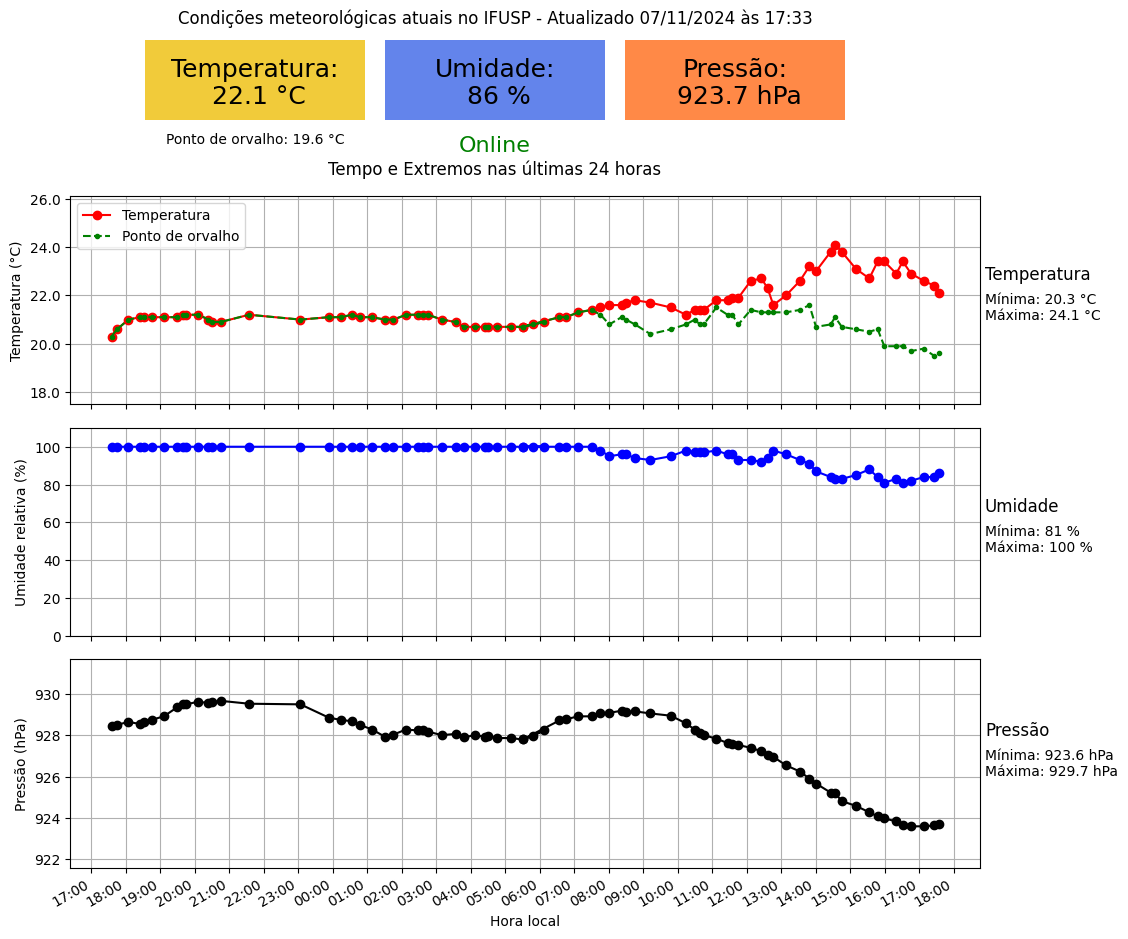 Condições meteorológicas atuais no IFUSP - Atualizado 07/11/2024 às 17:33
Temperatura:
22.1 °C
Umidade:
86 %
Pressão:
923.7 hPa
Ponto de orvalho: 19.6 °C
Online
Tempo e Extremos nas últimas 24 horas
Temperatura
Ponto de orvalho
Temperatura (°C)
26.0
24.0
22.0
20.0
18.0
Temperatura
Mínima: 20.3 °C
Máxima: 24.1 °C
Umidade relativa (%)
100
80
60
40
20
0
Umidade
Mínima: 81 %
Máxima: 100 %
Pressão (hPa)
930
928
926
924
922
Pressão
Mínima: 923.6 hPa
Máxima: 929.7 hPa
17:00 18:00 19:00 20:00 21:00 22:00 23:00 00:00 01:00 02:00 03:00 04:00 05:00 06:00 07:00 08:00 09:00 10:00 11:00 12:00 13:00 14:00 15:00 16:00 17:00 18:00
Hora local